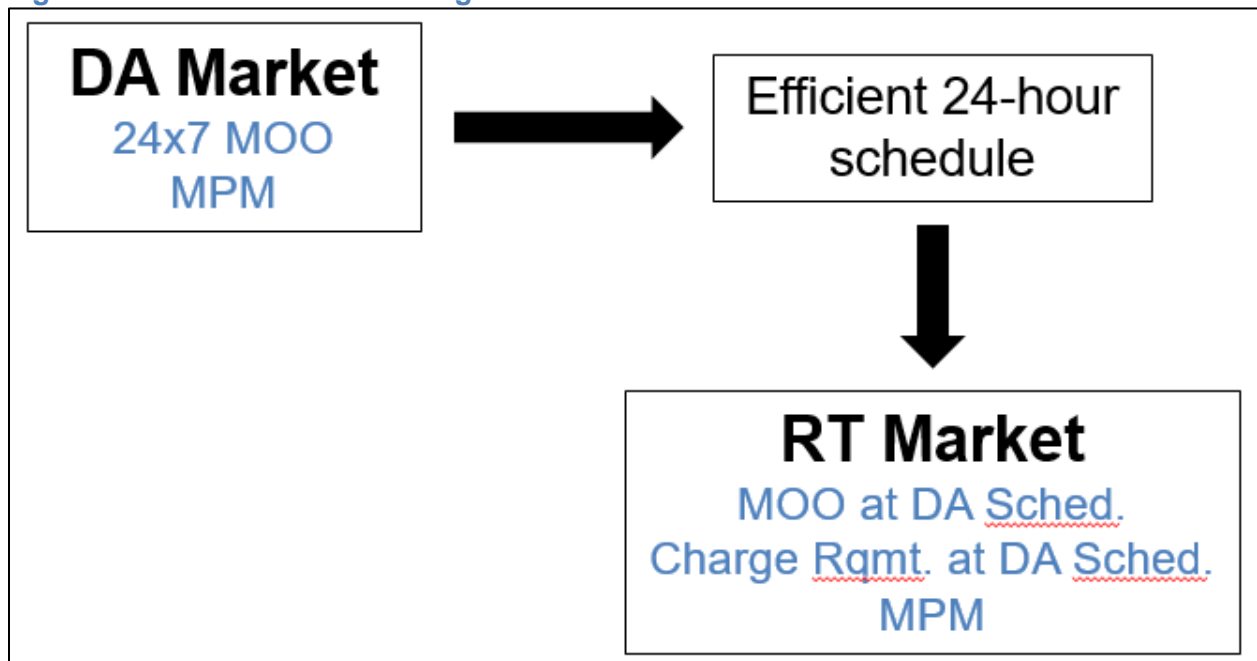 DA Market
24x7 MOO
MPM
Efficient 24-hour
schedule
RT Market
MOO at DA Sched.
Charge Rqmt. at DA Sched.
MPM